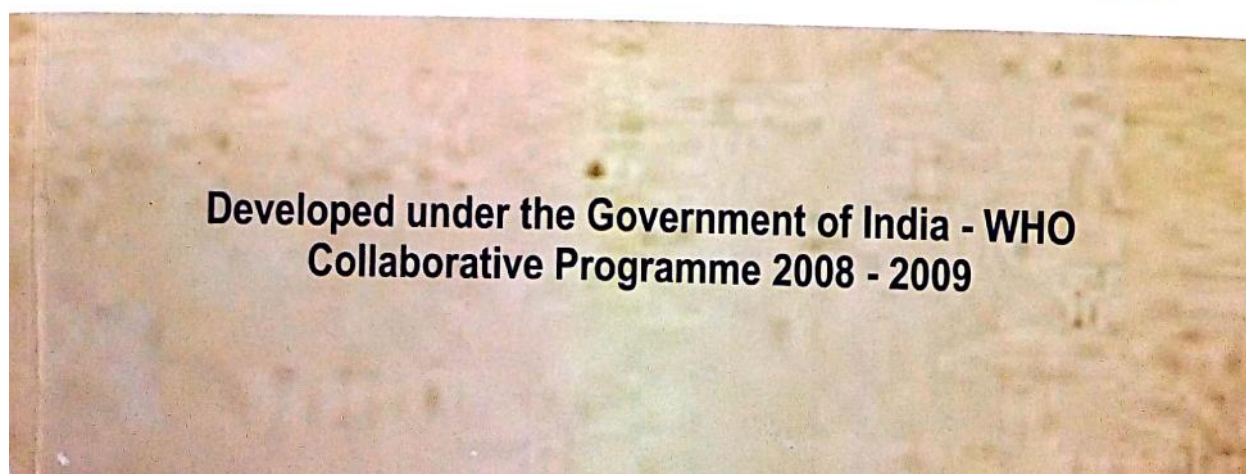 Developed under the Government of India - WHO
Collaborative Programme 2008 - 2009